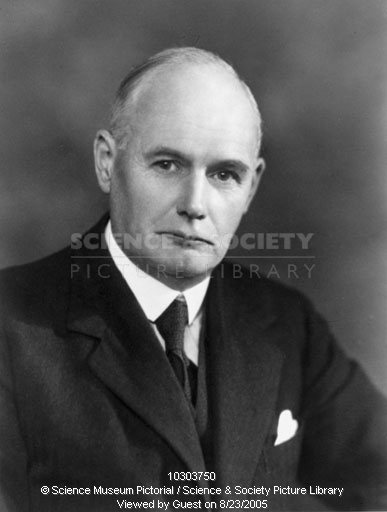 SCIENCE & SOCIETY
PICTURE LIBRARY
10303750
© Science Museum Pictorial / Science & Society Picture Library
Viewed by Guest on 8/23/2005